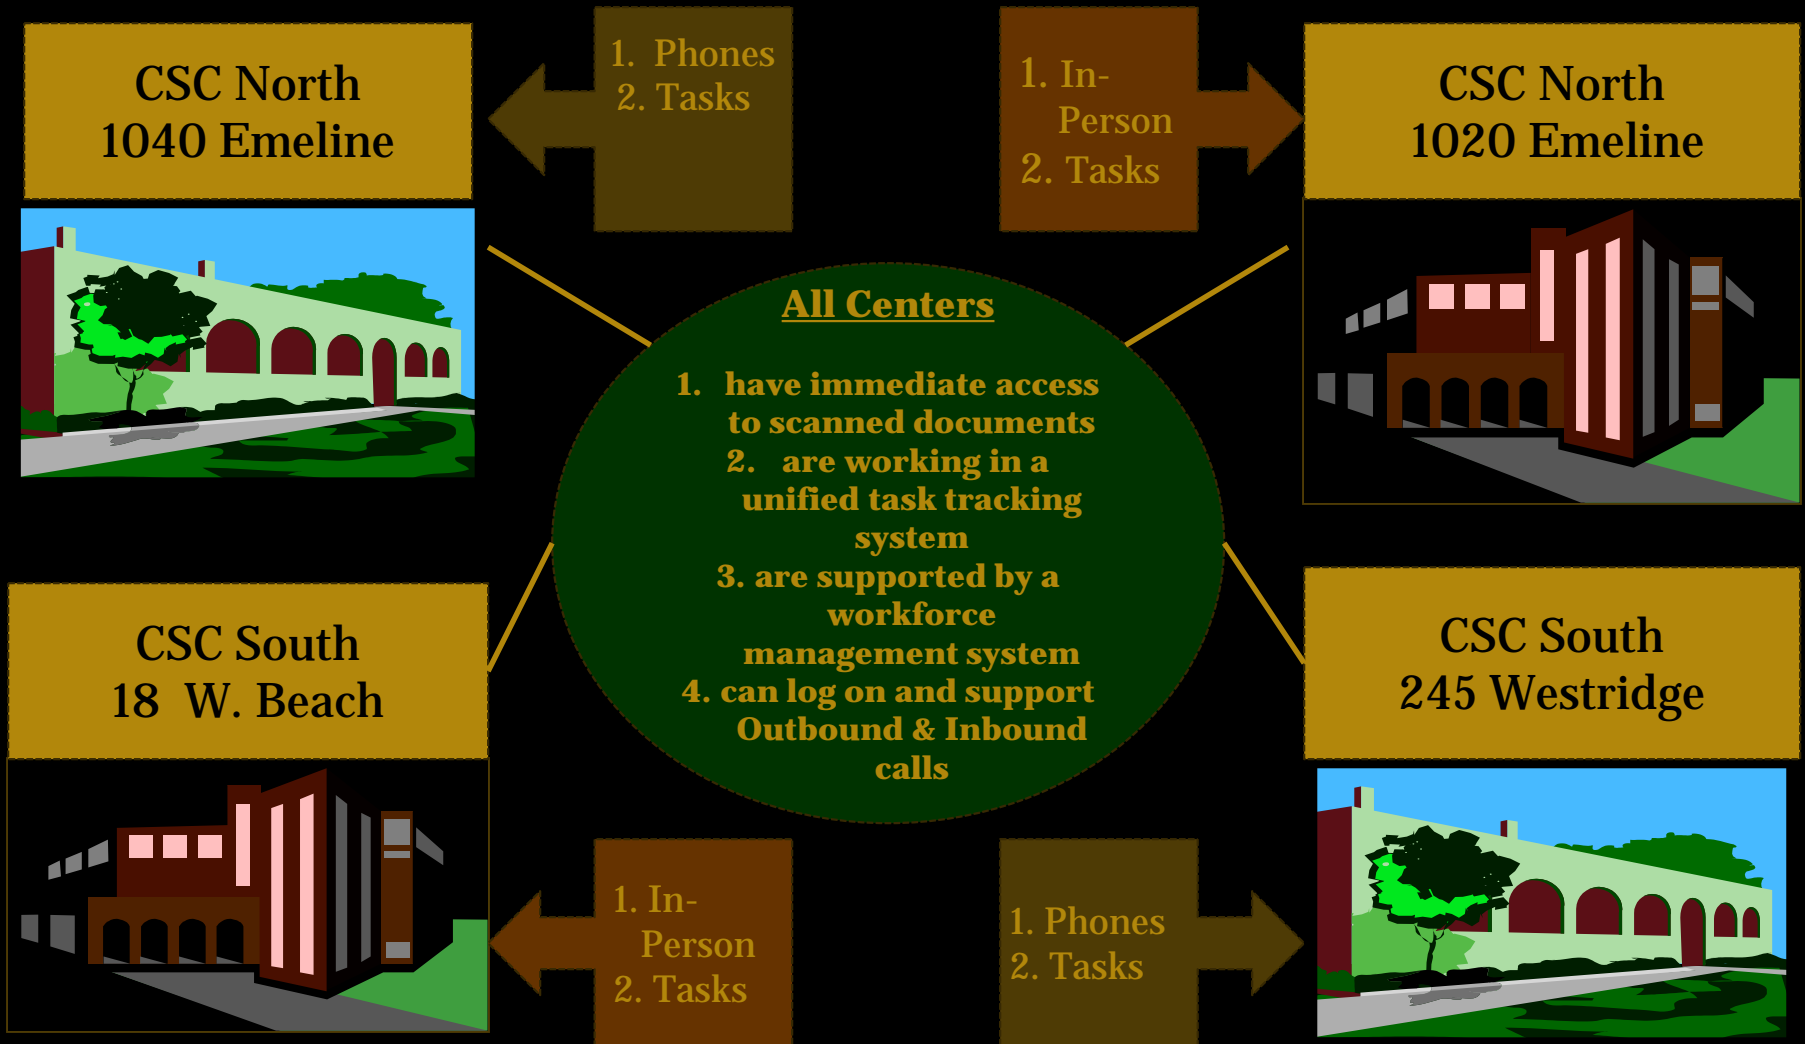 CSC North
1040 Emeline
1. Phones
2. Tasks
1. In-
Person
2. Tasks
CSC North
1020 Emeline
All Centers
1. have immediate access
to scanned documents
2. are working in a
unified task tracking
system
3. are supported by a
workforce
management system
4. can log on and support
Outbound & Inbound
calls
CSC South
18 W. Beach
CSC South
245 Westridge
1. In-
Person
2. Tasks
1. Phones
2. Tasks